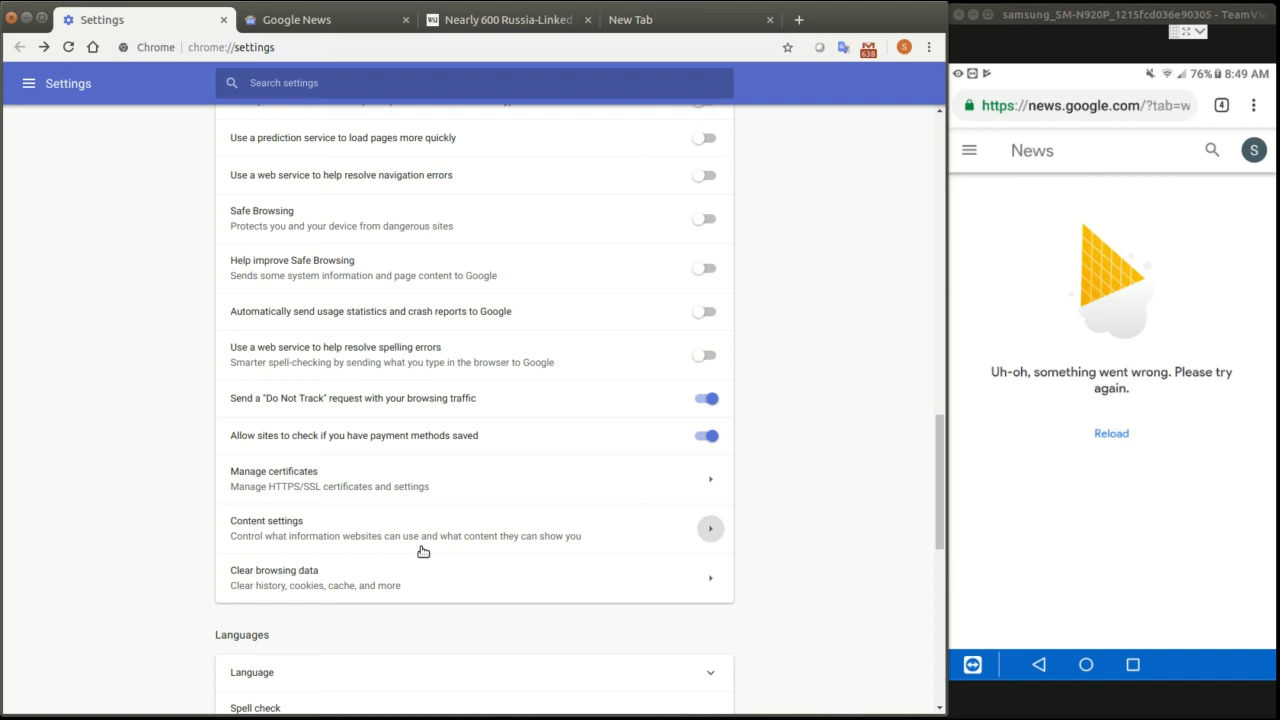 Settings
Google News
Nearly 600 Russia-Linked
New Tab
Chrome
chrome://settings
638
S
Settings
Search settings
Use a prediction service to load pages more quickly
Use a web service to help resolve navigation errors
Safe Browsing
Protects you and your device from dangerous sites
Help improve Safe Browsing
Sends some system information and page content to Google
Automatically send usage statistics and crash reports to Google
Use a web service to help resolve spelling errors
Smarter spell-checking by sending what you type in the browser to Google
Send a "Do Not Track" request with your browsing traffic
Allow sites to check if you have payment methods saved
Manage certificates
Manage HTTPS/SSL certificates and settings
Content settings
Control what information websites can use and what content they can show you
Clear browsing data
Clear history, cookies, cache, and more
Languages
Language
Spell check
samsung_SM-N920P_1215fcd036e90305 - TeamVi
76% 8:49 AM
https://news.google.com/?tab=w
4
News
S
Uh-oh, something went wrong. Please try
again.
Reload